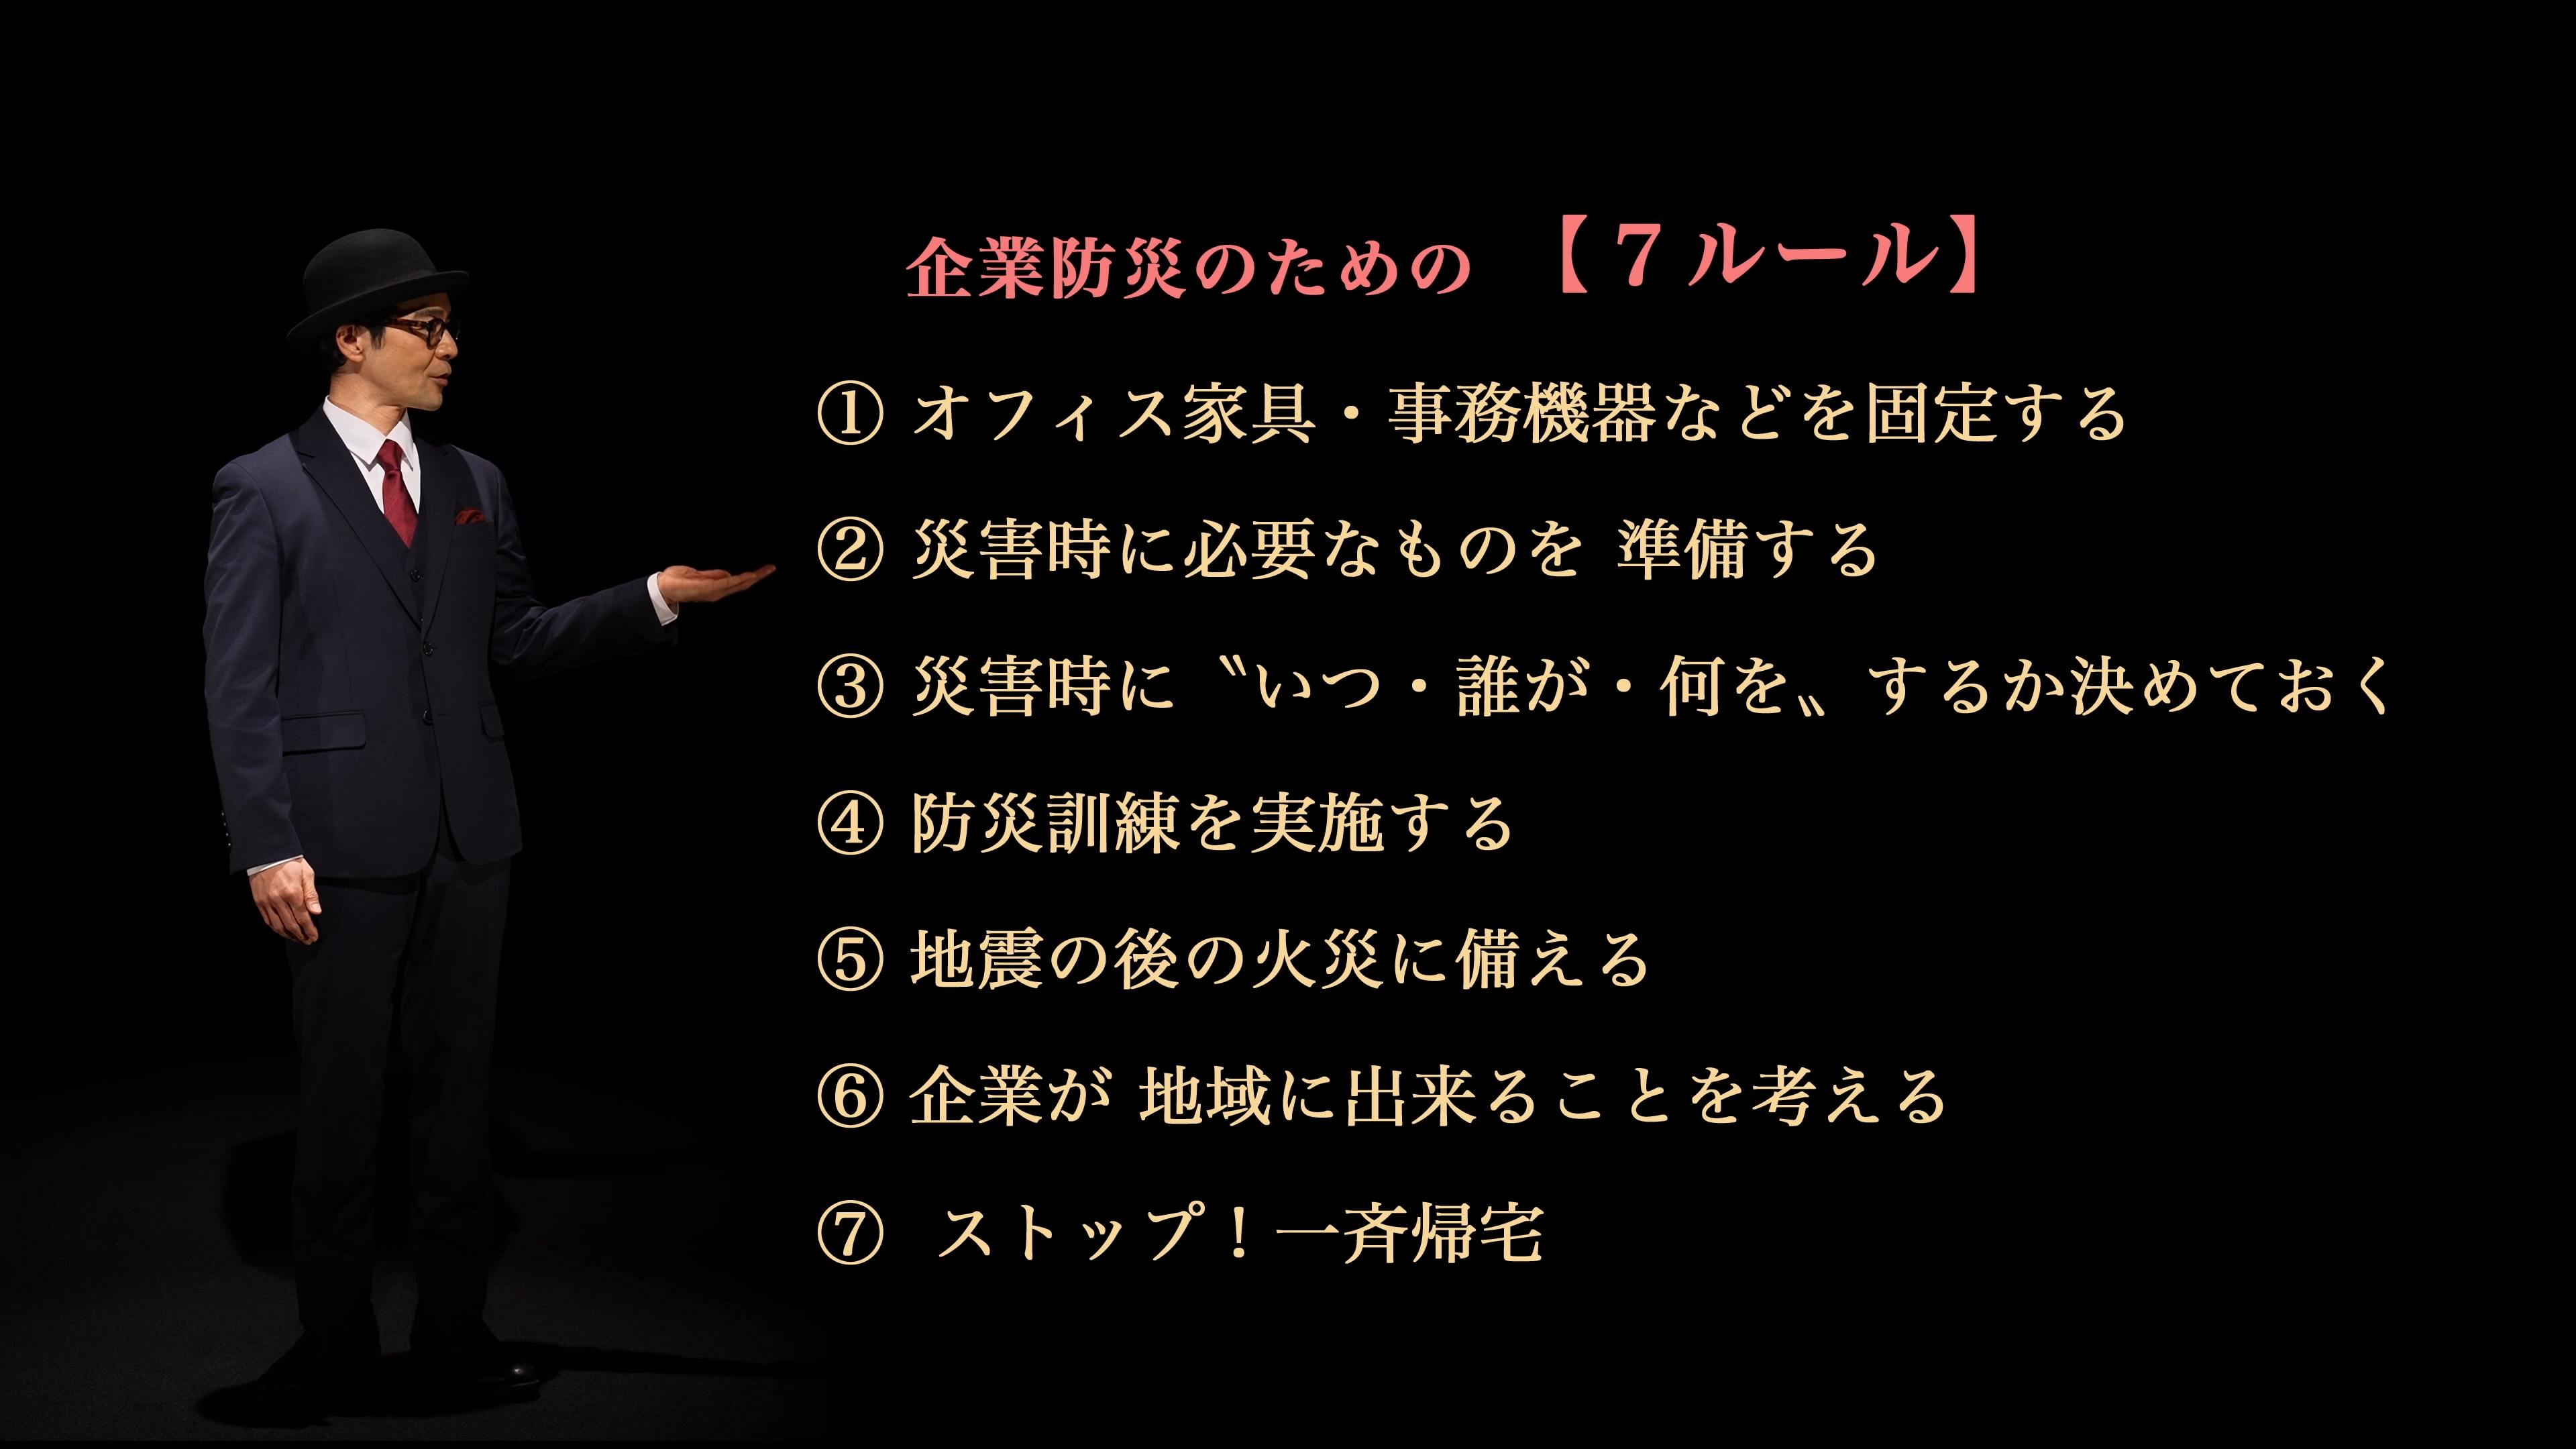 企業防災のための 【７ルール】
① オフィス家具・事務機器などを固定する
② 災害時に必要なものを 準備する
③ 災害時に〝いつ・誰が・何を〟するか決めておく
④ 防災訓練を実施する
⑤ 地震の後の火災に備える
⑥ 企業が 地域に出来ることを考える
⑦ ストップ！一斉帰宅